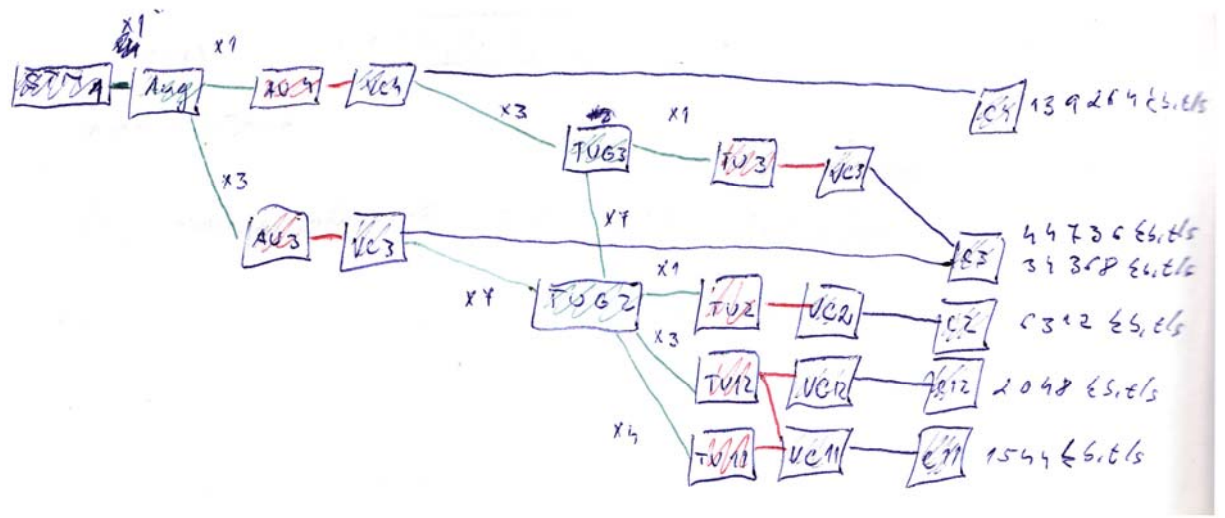 x1
x1
STM1 AUG AU4 VC4
C4 139264 kbit/s
x3
x1
TUG3 TU3 VC3
x3
x7
AU3 VC3
C3 44736 kbit/s
34368 kbit/s
x7
x1
TUG2 TU2 VC2 C2 6312 kbit/s
x3
TU12 VC12 C12 2048 kbit/s
x4
TU11 VC11 C11 1544 kbit/s